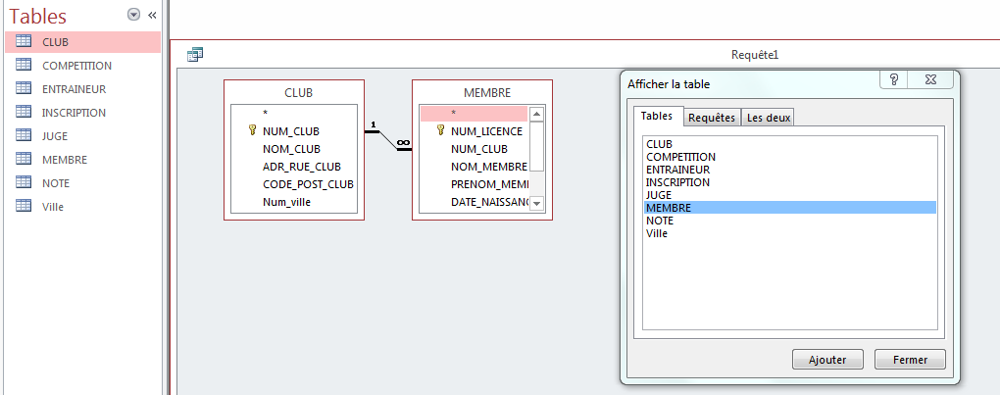 Tables
CLUB
COMPETITION
ENTRAINEUR
INSCRIPTION
JUGE
MEMBRE
NOTE
Ville
Requête1
CLUB
*
NUM_CLUB
NOM_CLUB
ADR_RUE_CLUB
CODE_POST_CLUB
Num_ville
1
∞
MEMBRE
*
NUM_LICENCE
NUM_CLUB
NOM_MEMBRE
PRENOM_MEM
DATE_NAISSANC
Afficher la table
?
Tables
Requêtes
Les deux
CLUB
COMPETITION
ENTRAINEUR
INSCRIPTION
JUGE
MEMBRE
NOTE
Ville
Ajouter
Fermer